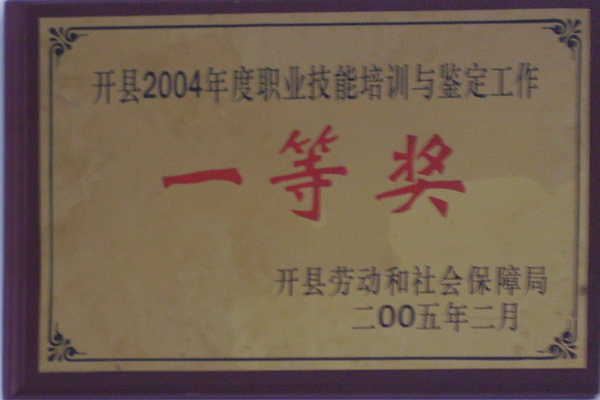 开县2004年度职业技能培训与鉴定工作
一等奖
开县劳动和社会保障局
二00五年二月